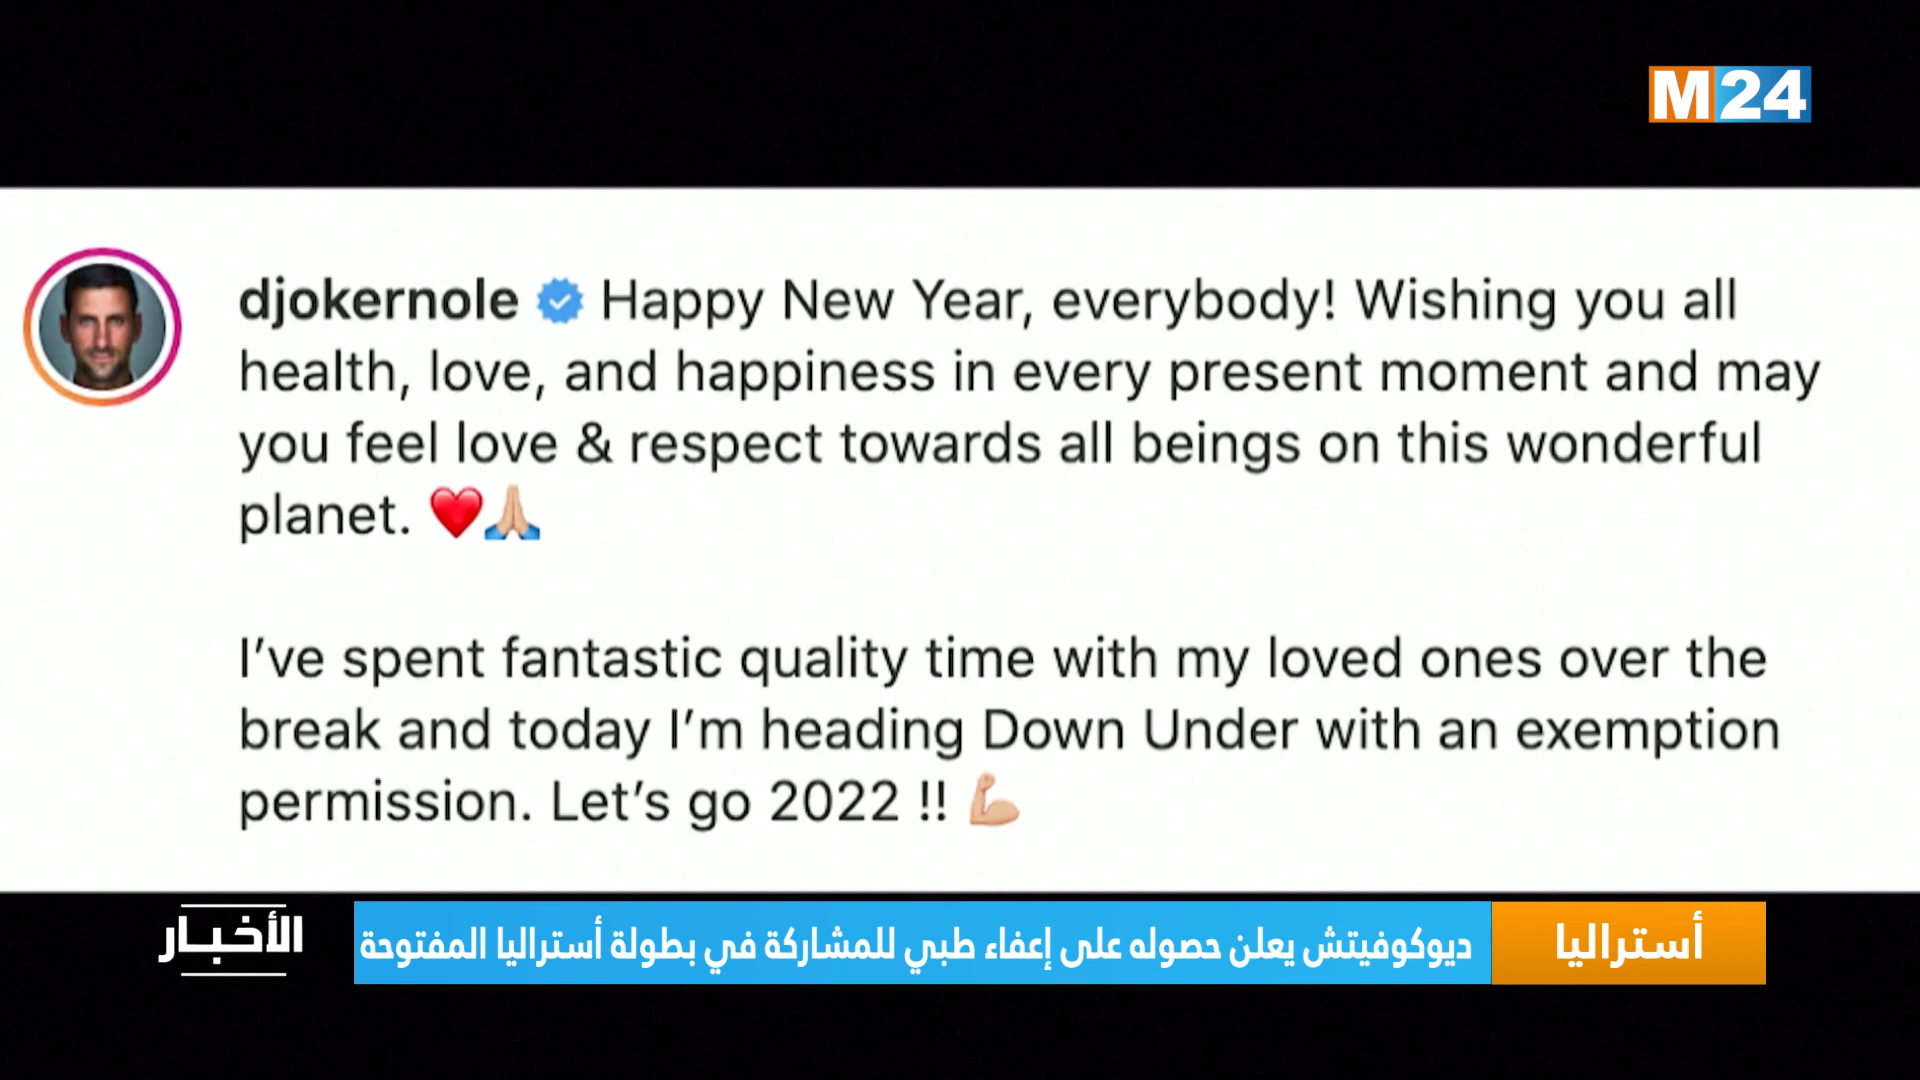 M24
djokernole Happy New Year, everybody! Wishing you all
health, love, and happiness in every present moment and may
you feel love & respect towards all beings on this wonderful
planet. ❤️🙏🏼
I’ve spent fantastic quality time with my loved ones over the
break and today I’m heading Down Under with an exemption
permission. Let’s go 2022 !! 💪🏼
أستراليا
ديوكوفيتش يعلن حصوله على إعفاء طبي للمشاركة في بطولة أستراليا المفتوحة
الأخبار